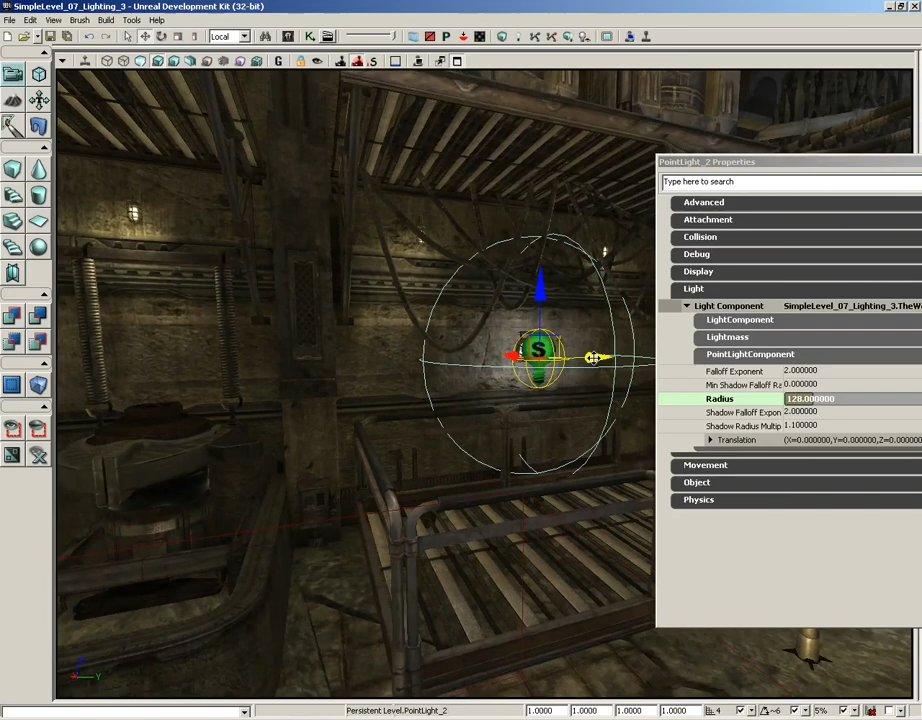 SimpleLevel_07_Lighting_3 - Unreal Development Kit (32-bit)
File Edit View Brush Build Tools Help
Local
K
P
G
S
PointLight_2 Properties
Type here to search
Advanced
Attachment
Collision
Debug
Display
Light
Light Component SimpleLevel_07_Lighting_3.TheWo
LightComponent
Lightmass
PointLightComponent
Falloff Exponent 2.000000
Min Shadow Falloff Ra 0.000000
Radius 128.000000
Shadow Falloff Expon 2.000000
Shadow Radius Multip 1.100000
Translation (X=0.000000,Y=0.000000,Z=0.000000
Movement
Object
Physics
S
Z
X
Y
Persistent Level.PointLight_2 1.0000 1.0000 1.0000 1.0000 4 ~6 5%